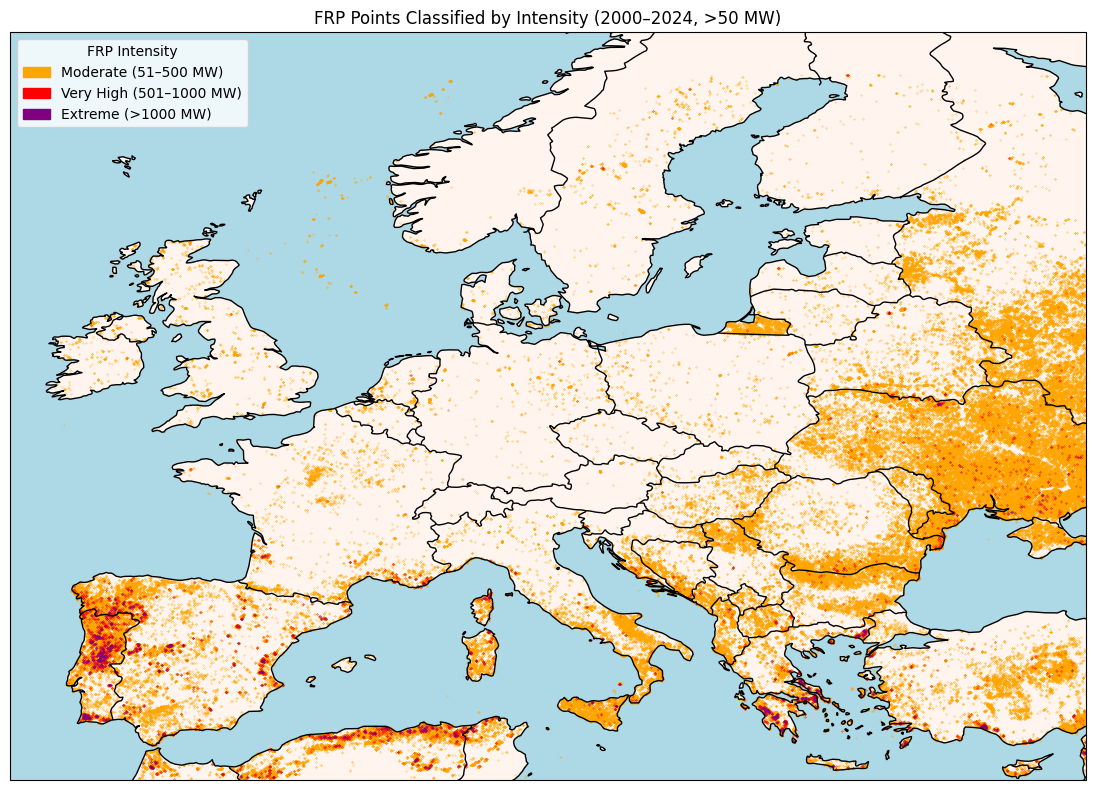 FRP Points Classified by Intensity (2000–2024, >50 MW)
FRP Intensity
Moderate (51–500 MW)
Very High (501–1000 MW)
Extreme (>1000 MW)